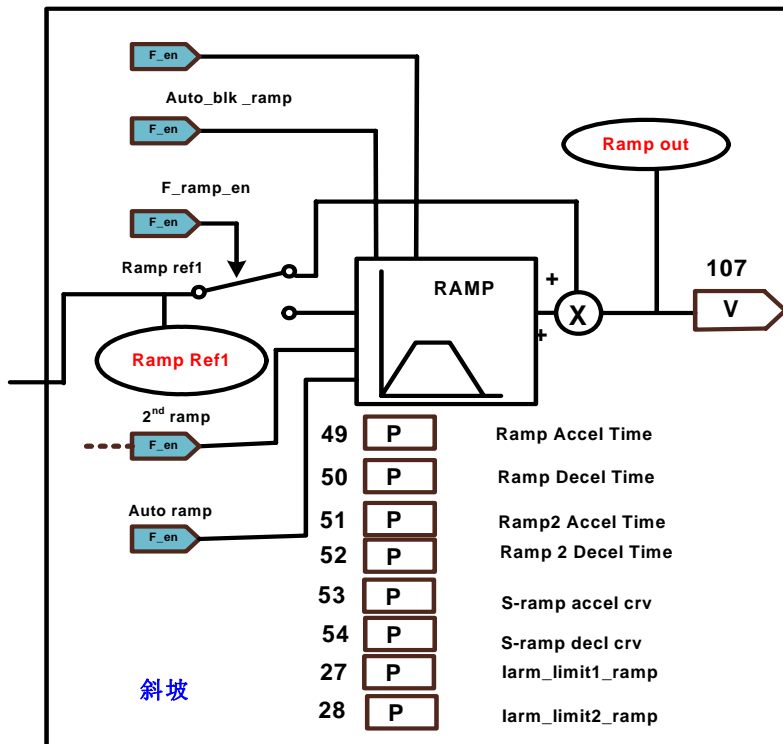 F_en
Auto_blk _ramp
F_en
Ramp out
F_ramp_en
F_en
Ramp ref1
RAMP
107
+
X
V
+
Ramp Ref1
2nd ramp
F_en
49 P Ramp Accel Time
50 P Ramp Decel Time
Auto ramp
51 P Ramp2 Accel Time
F_en
52 P Ramp 2 Decel Time
53 P S-ramp accel crv
54 P S-ramp decl crv
27 P Iarm_limit1_ramp
斜坡
28 P Iarm_limit2_ramp